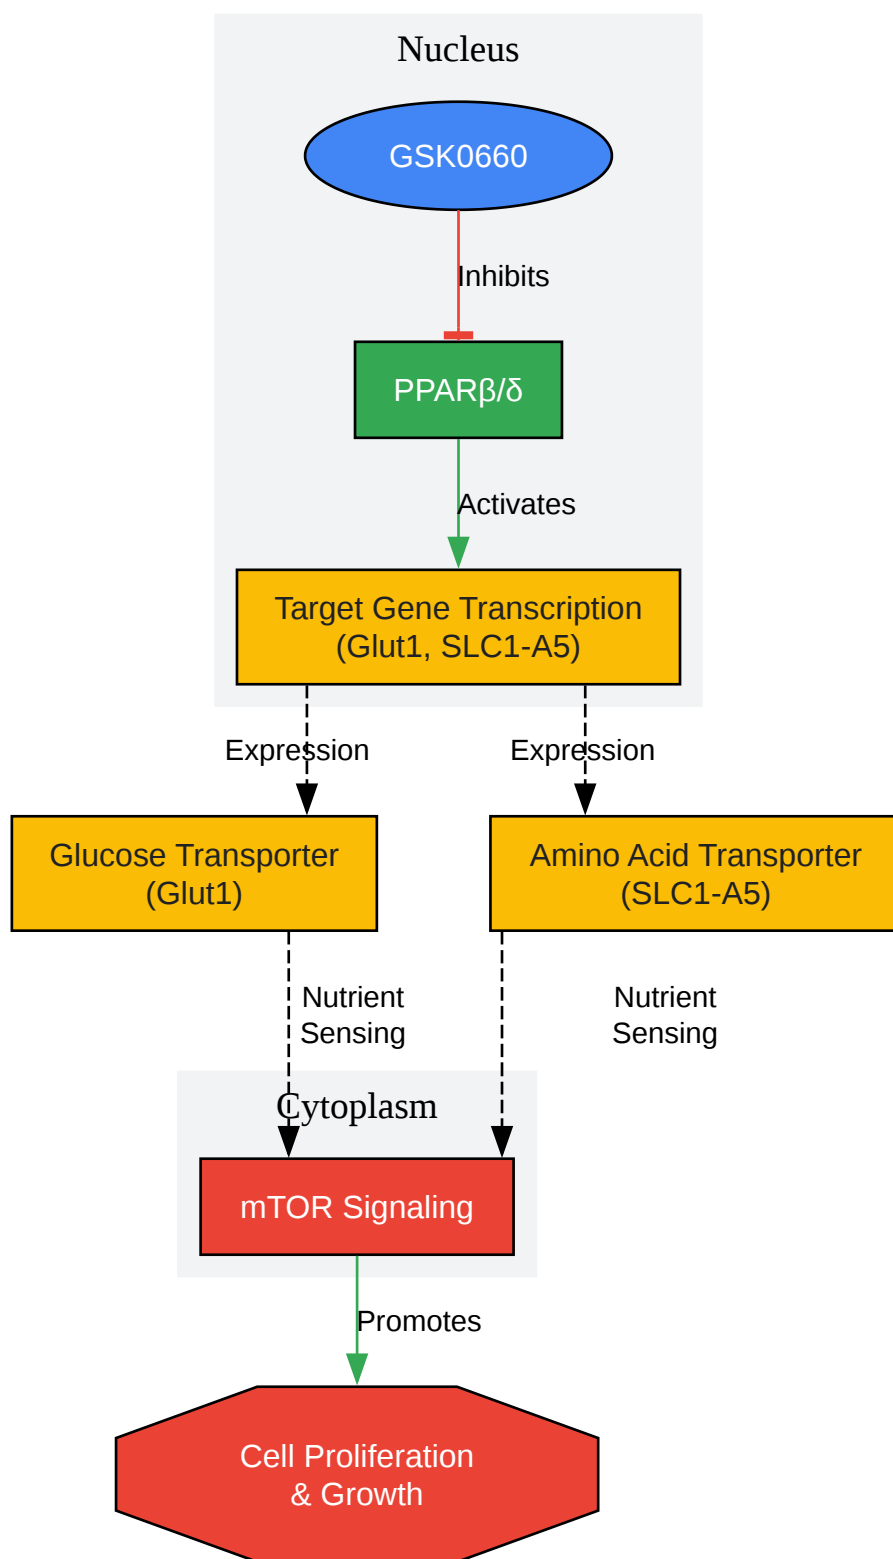 Nucleus
GSK0660
Inhibits
PPARβ/δ
Activates
Target Gene Transcription
(Glut1, SLC1-A5)
Expression
Expression
Glucose Transporter
(Glut1)
Amino Acid Transporter
(SLC1-A5)
Nutrient
Sensing
Nutrient
Sensing
Cytoplasm
mTOR Signaling
Promotes
Cell Proliferation
& Growth